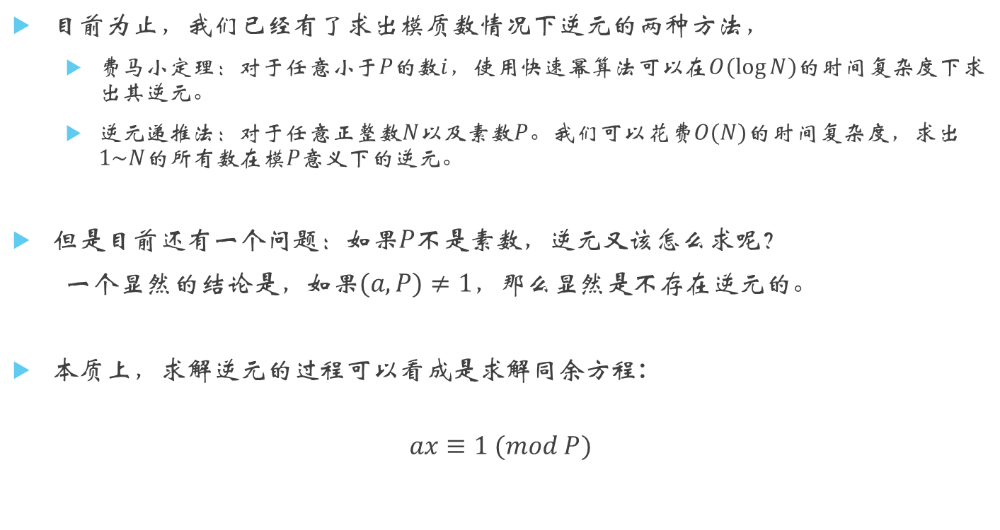 目前为止，我们已经有了求出模质数情况下逆元的两种方法，
费马小定理：对于任意小于P的数i，使用快速幂算法可以在O(log N)的时间复杂度下求
出其逆元。
逆元递推法：对于任意正整数N以及素数P。我们可以花费O(N)的时间复杂度，求出
1~N的所有数在模P意义下的逆元。
但是目前还有一个问题：如果P不是素数，逆元又该怎么求呢？
一个显然的结论是，如果(a, P) ≠ 1，那么显然是不存在逆元的。
本质上，求解逆元的过程可以看成是求解同余方程：
ax ≡ 1 (mod P)